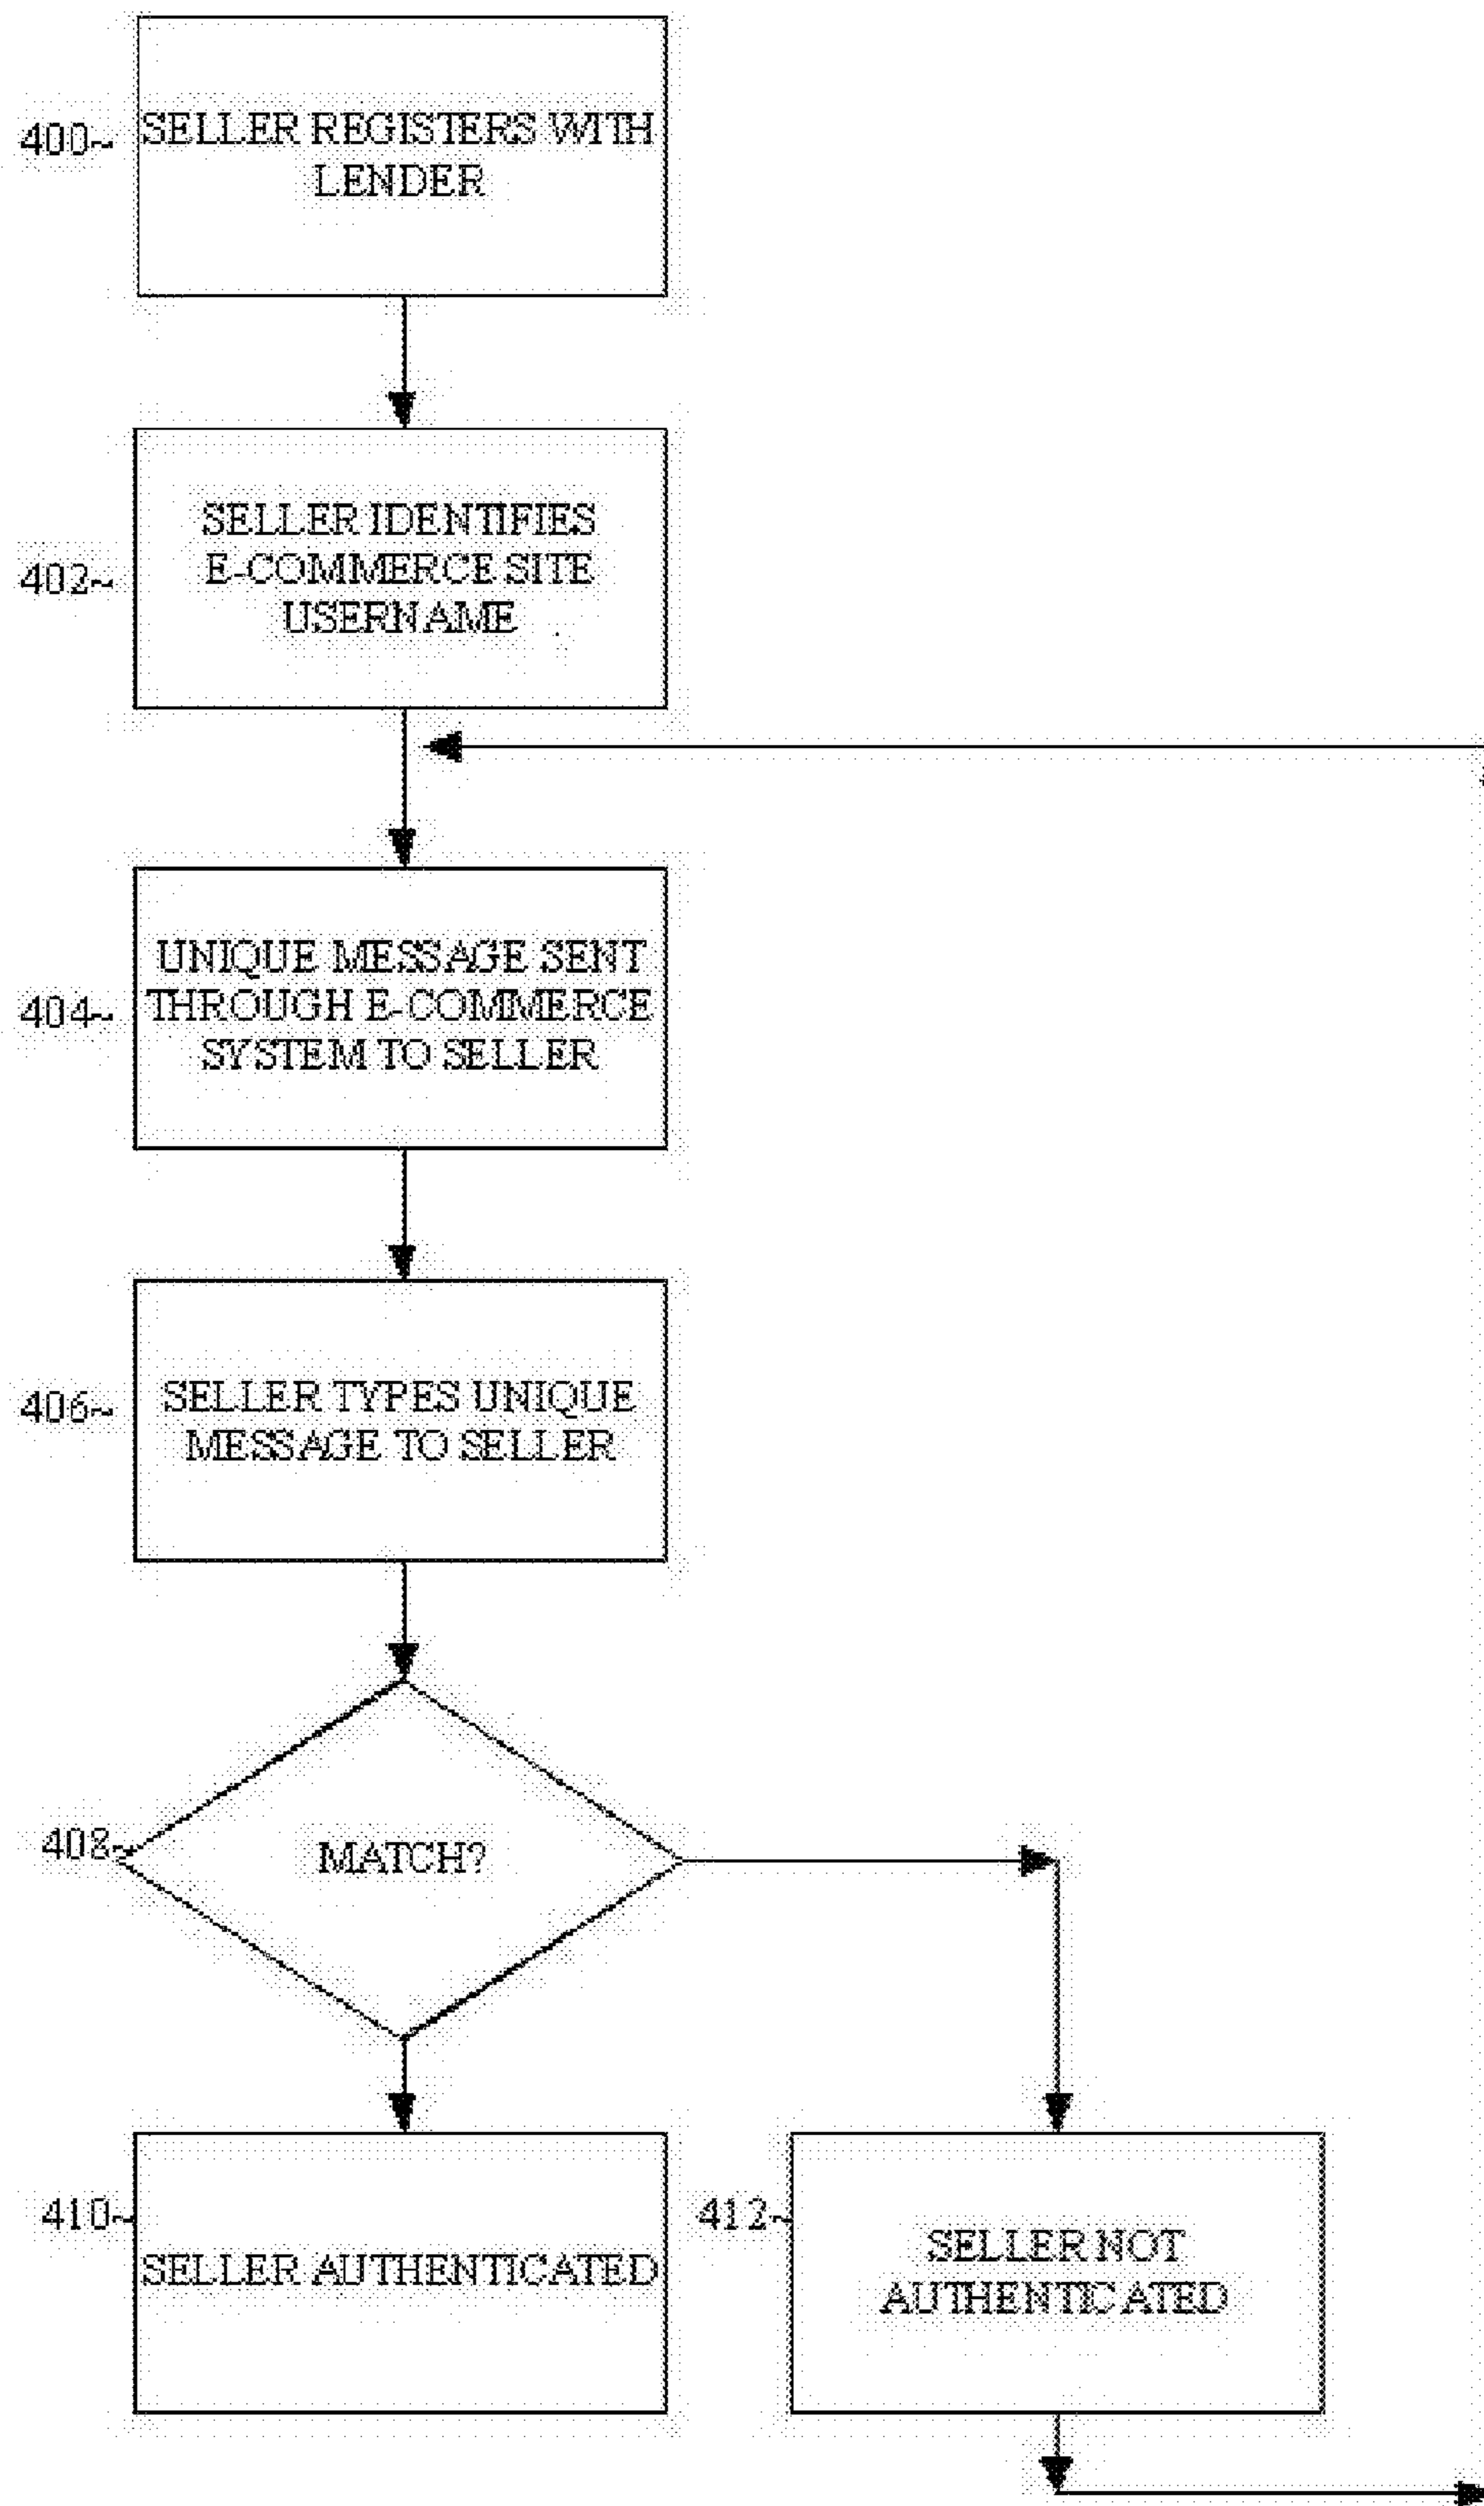 400~
SELLER REGISTERS WITH
LENDER
402~
SELLER IDENTIFIES
E-COMMERCE SITE
USERNAME
404~
UNIQUE MESSAGE SENT
THROUGH E-COMMERCE
SYSTEM TO SELLER
406~
SELLER TYPES UNIQUE
MESSAGE TO SELLER
408~
MATCH?
410~
SELLER AUTHENTICATED
412~
SELLER NOT
AUTHENTICATED